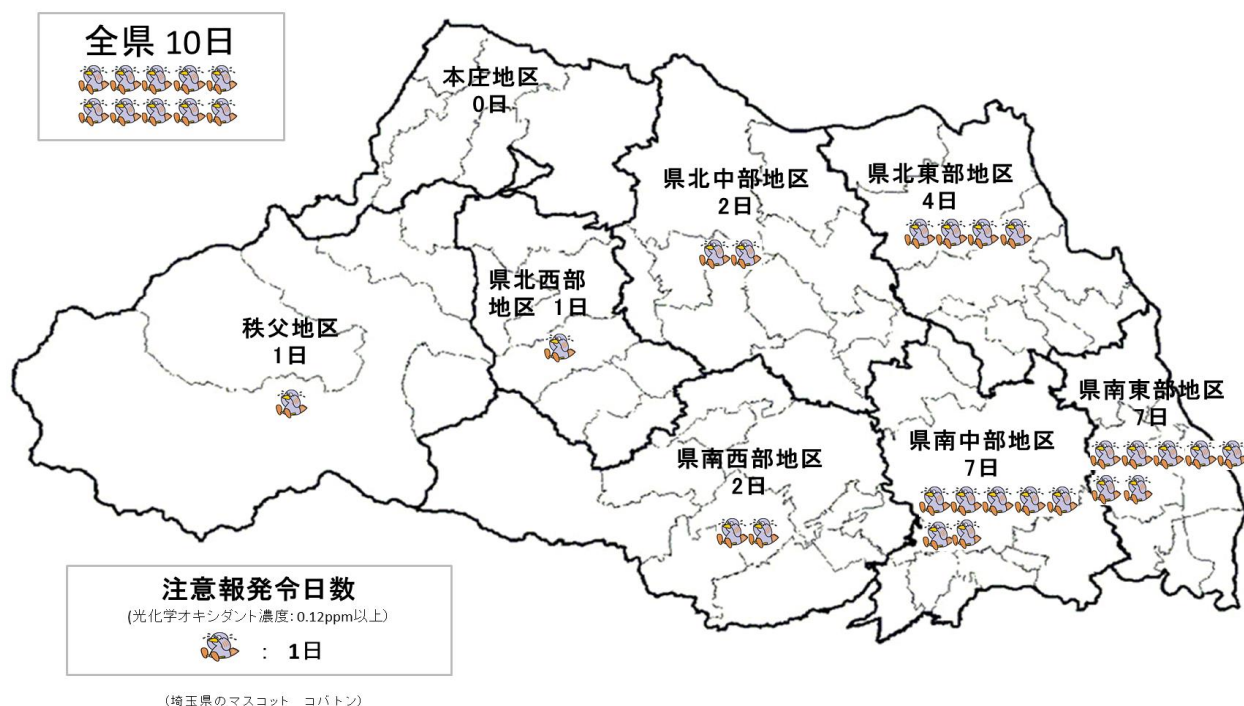 全県 10日
本庄地区
0日
県北中部地区
2日
県北東部地区
4日
県北西部
地区 1日
秩父地区
1日
県南東部地区
7日
県南中部地区
7日
県南西部地区
2日
注意報発令日数
(光化学オキシダント濃度：0.12ppm以上)
： 1日
(埼玉県のマスコット コバトン)